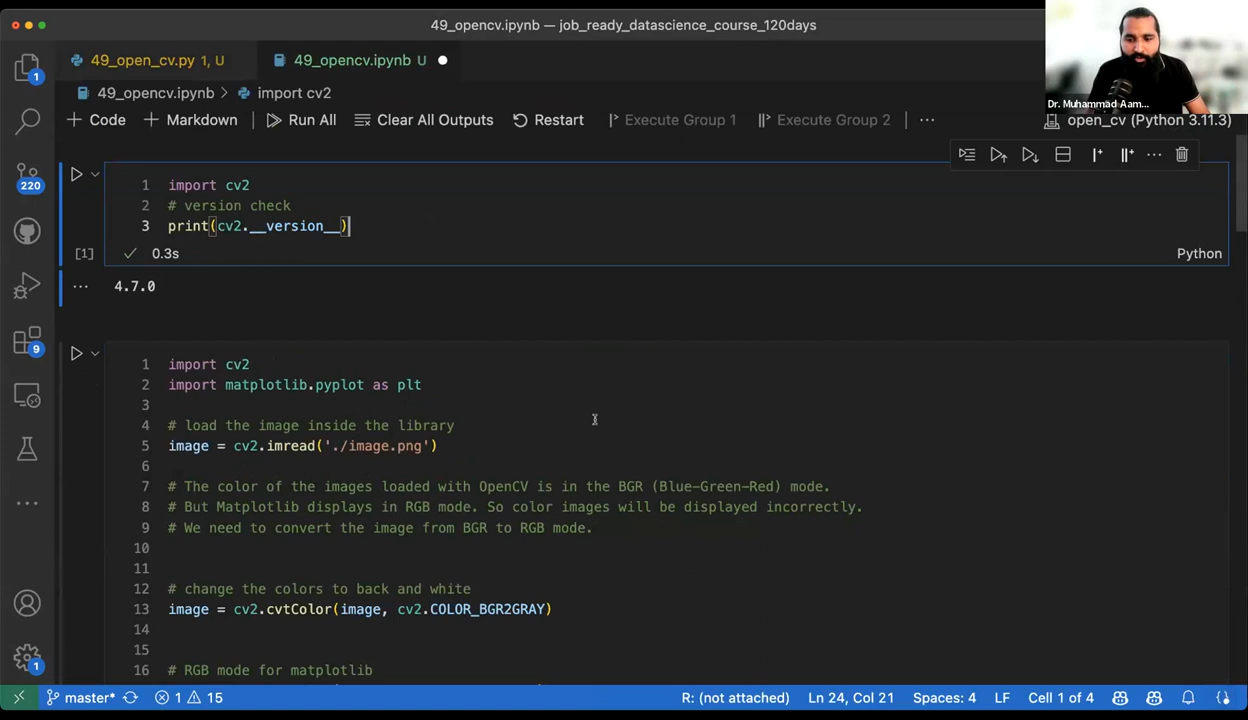 49_opencv.ipynb — job_ready_datascience_course_120days
49_open_cv.py 1, U
49_opencv.ipynb U
49_opencv.ipynb > import cv2
Dr. Muhammad Aam...
+ Code + Markdown Run All Clear All Outputs Restart Execute Group 1 Execute Group 2 ...
open_cv (Python 3.11.3)
1 import cv2
2 # version check
3 print(cv2.__version__)
[1] ✓ 0.3s
Python
... 4.7.0
1 import cv2
2 import matplotlib.pyplot as plt
3
4 # load the image inside the library
5 image = cv2.imread('./image.png')
6
7 # The color of the images loaded with OpenCV is in the BGR (Blue-Green-Red) mode.
8 # But Matplotlib displays in RGB mode. So color images will be displayed incorrectly.
9 # We need to convert the image from BGR to RGB mode.
10
11
12 # change the colors to back and white
13 image = cv2.cvtColor(image, cv2.COLOR_BGR2GRAY)
14
15
16 # RGB mode for matplotlib
1
220
9
1
master* 1 15 R: (not attached) Ln 24, Col 21 Spaces: 4 LF Cell 1 of 4